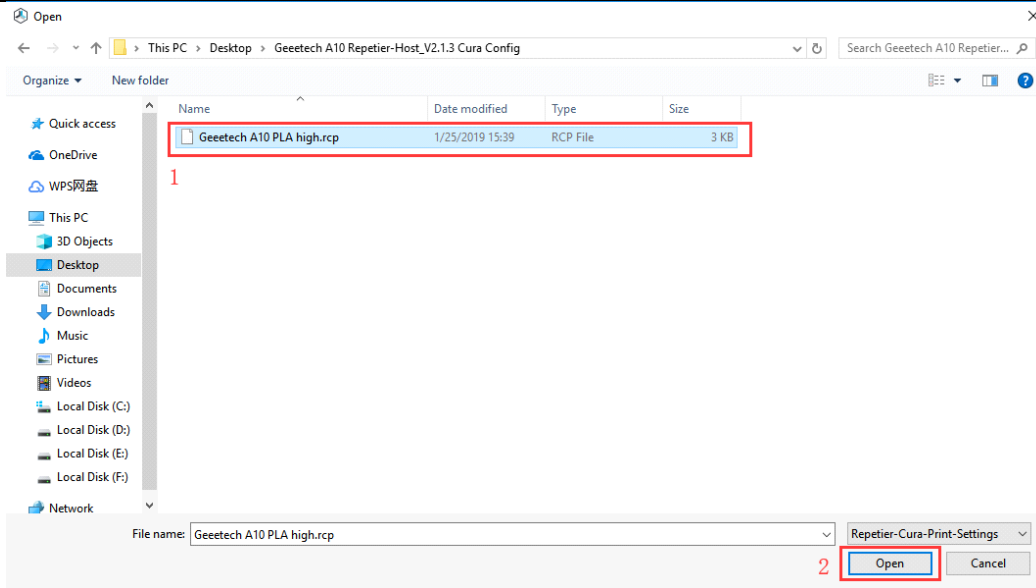 Open
This PC > Desktop > Geeetech A10 Repetier-Host_V2.1.3 Cura Config
Search Geeetech A10 Repetier...
Organize
New folder
Name Date modified Type Size
Geeetech A10 PLA high.rcp 1/25/2019 15:39 RCP File 3 KB
1
Quick access
OneDrive
WPS网盘
This PC
3D Objects
Desktop
Documents
Downloads
Music
Pictures
Videos
Local Disk (C:)
Local Disk (D:)
Local Disk (E:)
Local Disk (F:)
Network
File name: Geeetech A10 PLA high.rcp
Repetier-Cura-Print-Settings
2 Open Cancel